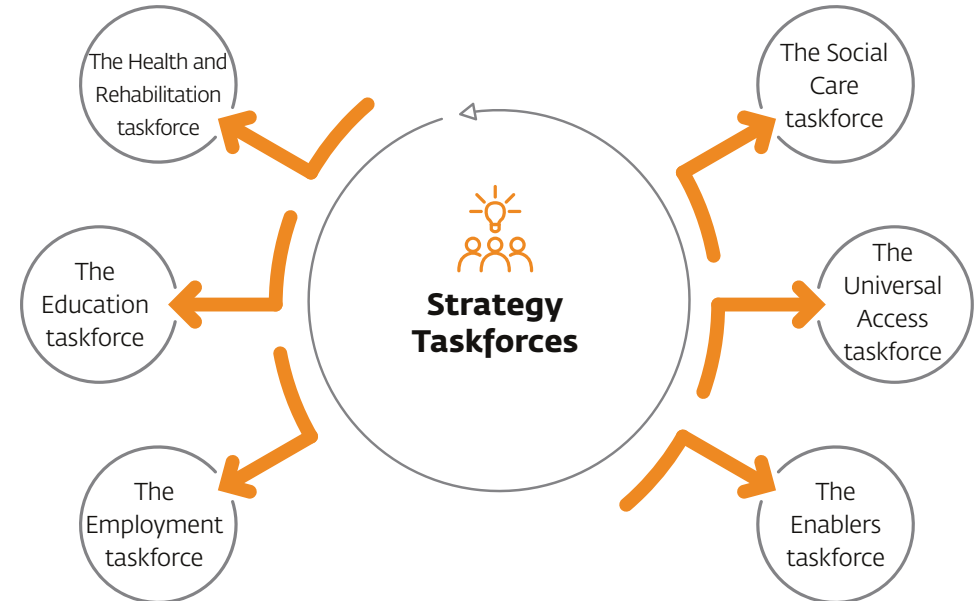 The Health and
Rehabilitation
taskforce
The
Education
taskforce
The
Employment
taskforce
Strategy
Taskforces
The Social
Care
taskforce
The
Universal
Access
taskforce
The
Enablers
taskforce